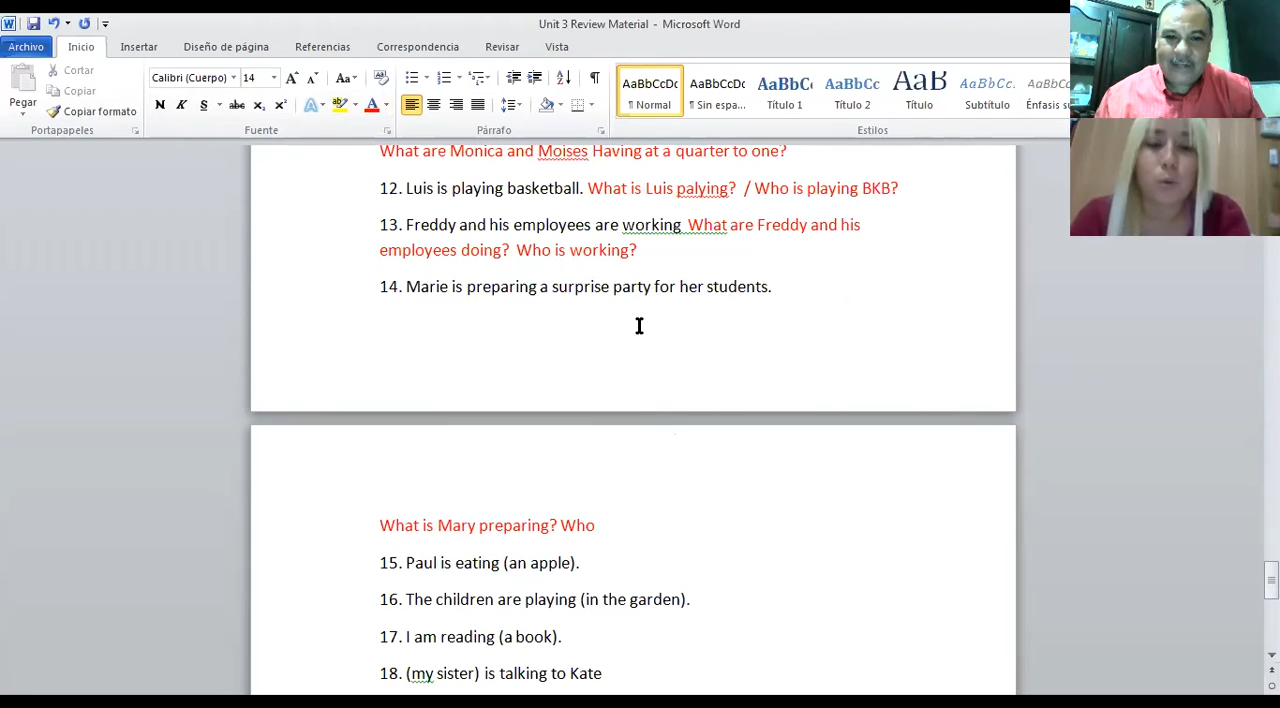 Unit 3 Review Material - Microsoft Word
Archivo Inicio Insertar Diseño de página Referencias Correspondencia Revisar Vista
Pegar
Cortar
Copiar
Copiar formato
Portapapeles
Calibri (Cuerpo) 14
N K S abc x₂ x² A A
Fuente
Párrafo
AaBbCcDc AaBbCcDc AaBbCc AaBbCc AaB AaBbCc. AaBbCc
¶ Normal ¶ Sin espa... Título 1 Título 2 Título Subtítulo Énfasis s
Estilos
What are Monica and Moises Having at a quarter to one?
12. Luis is playing basketball. What is Luis palying? / Who is playing BKB?
13. Freddy and his employees are working What are Freddy and his
employees doing? Who is working?
14. Marie is preparing a surprise party for her students.
What is Mary preparing? Who
15. Paul is eating (an apple).
16. The children are playing (in the garden).
17. I am reading (a book).
18. (my sister) is talking to Kate